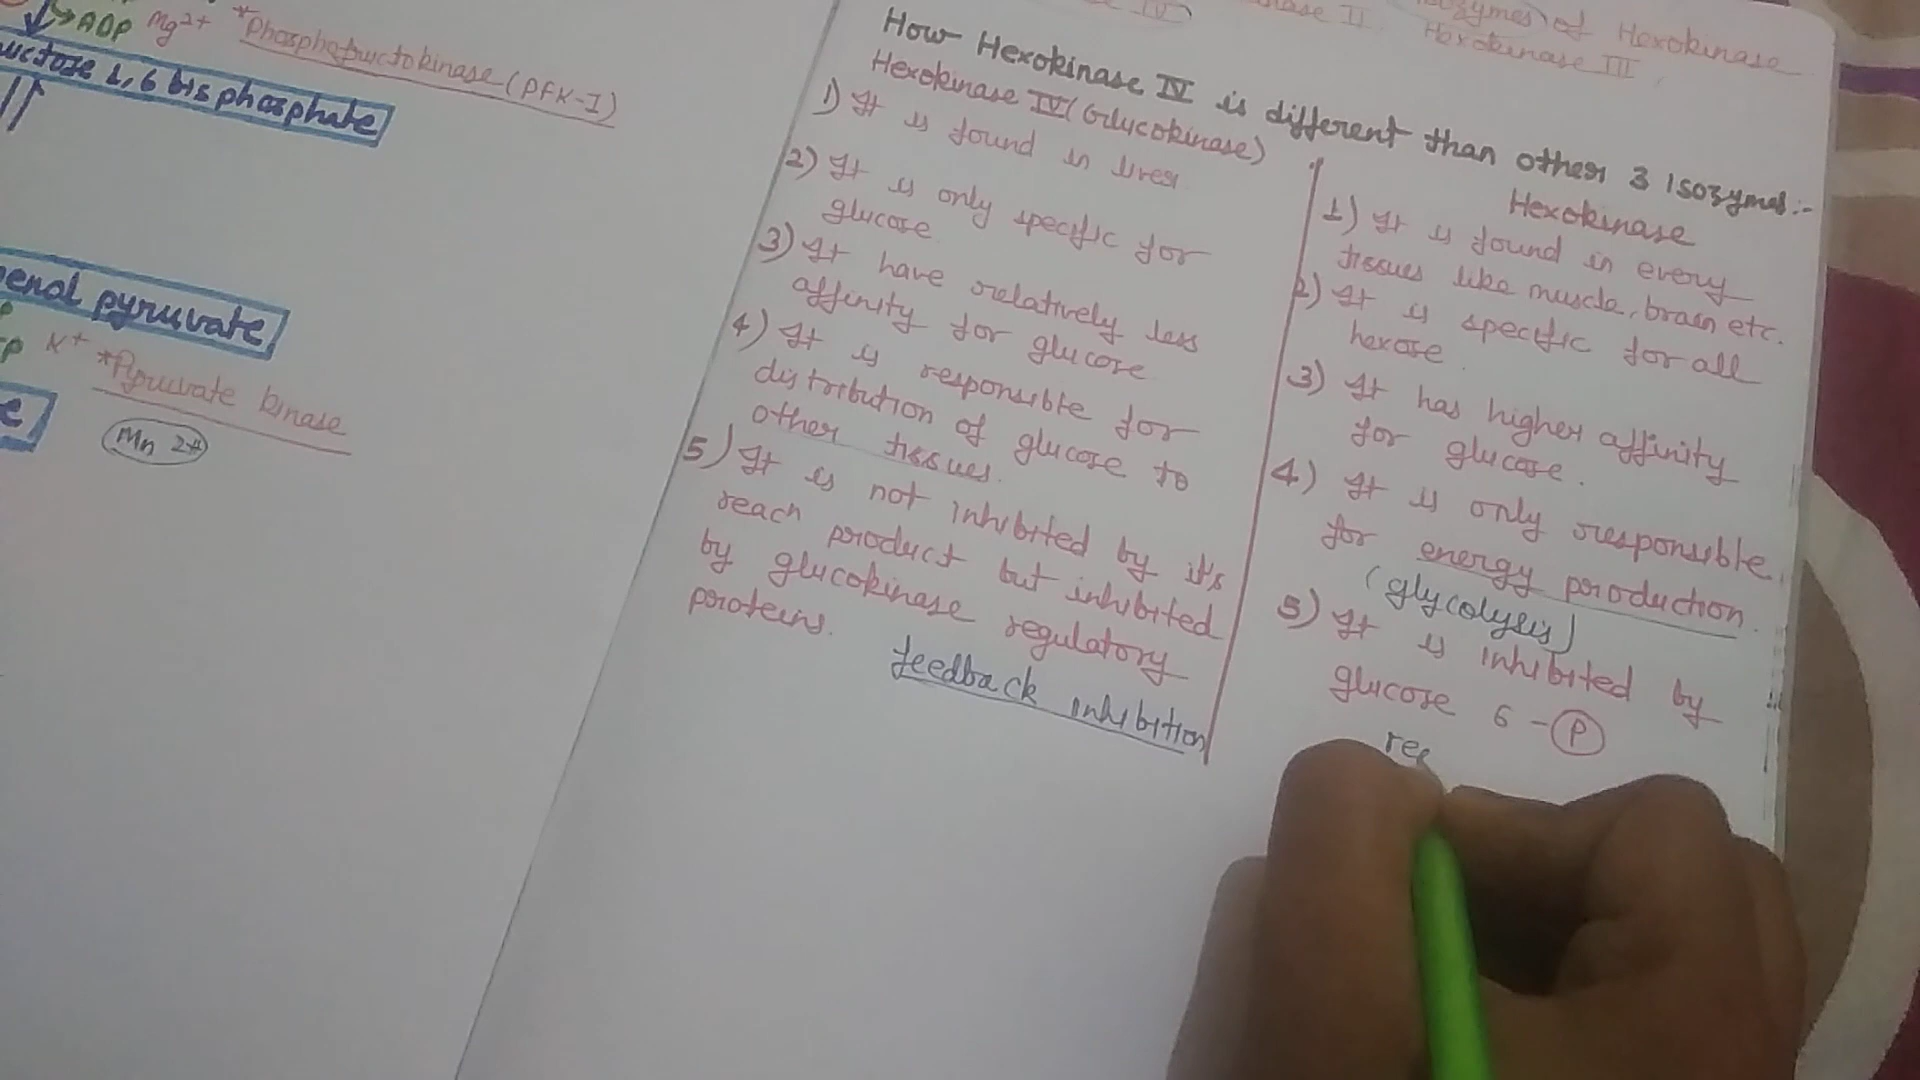 ADP Mg2+ *Phosphofructokinase (PFK-I)
uctose 1,6 bisphosphate
enol pyruvate
K+ *Pyruvate kinase
Mn 2+
of Hexokinase
Hexokinase III
How Hexokinase IV is different than other 3 Isozymes:-
Hexokinase IV (Glucokinase)
1) It is found in liver
2) It is only specific for
glucose
3) It have relatively less
affinity for glucose
4) It is responsible for
distribution of glucose to
other tissues.
5) It is not inhibited by it's
reach product but inhibited
by glucokinase regulatory
proteins.
feedback inhibition
Hexokinase
1) It is found in every
tissues like muscle, brain etc.
2) It is specific for all
hexose
3) It has higher affinity
for glucose.
4) It is only responsible
for energy production.
(glycolysis)
5) It is inhibited by
glucose 6-P
reg